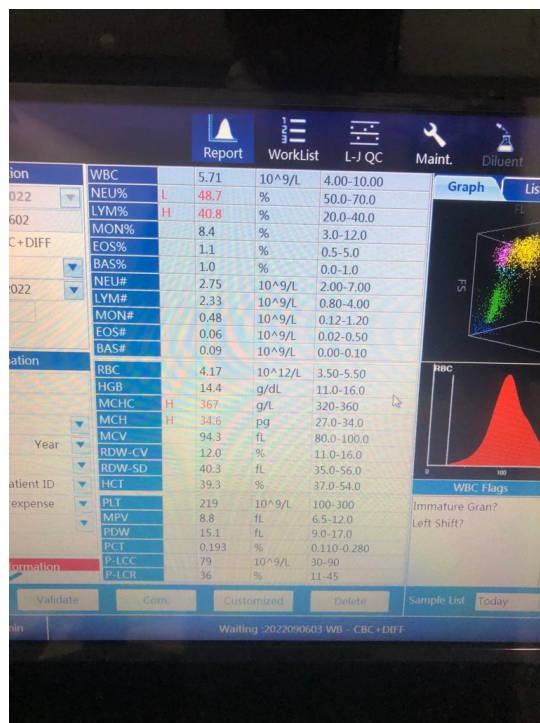 1
2
3
Report WorkList L-J QC Maint. Diluent
ion
2022
602
C+DIFF
2022
ation
Year
atient ID
expense
ormation
WBC 5.71 10^9/L 4.00-10.00
NEU% L 48.7 % 50.0-70.0
LYM% H 40.8 % 20.0-40.0
MON% 8.4 % 3.0-12.0
EOS% 1.1 % 0.5-5.0
BAS% 1.0 % 0.0-1.0
NEU# 2.75 10^9/L 2.00-7.00
LYM# 2.33 10^9/L 0.80-4.00
MON# 0.48 10^9/L 0.12-1.20
EOS# 0.06 10^9/L 0.02-0.50
BAS# 0.09 10^9/L 0.00-0.10
RBC 4.17 10^12/L 3.50-5.50
HGB 14.4 g/dL 11.0-16.0
MCHC H 367 g/L 320-360
MCH H 34.6 pg 27.0-34.0
MCV 94.3 fL 80.0-100.0
RDW-CV 12.0 % 11.0-16.0
RDW-SD 40.3 fL 35.0-56.0
HCT 39.3 % 37.0-54.0
PLT 219 10^9/L 100-300
MPV 8.8 fL 6.5-12.0
PDW 15.1 fL 9.0-17.0
PCT 0.193 % 0.110-0.280
P-LCC 79 10^9/L 30-90
P-LCR 36 % 11-45
Graph Lis
FL
FS
RBC
0 100
WBC Flags
Immature Gran?
Left Shift?
Validate Com. Customized Delete Sample List Today
min Waiting :2022090603 WB - CBC+DIFF